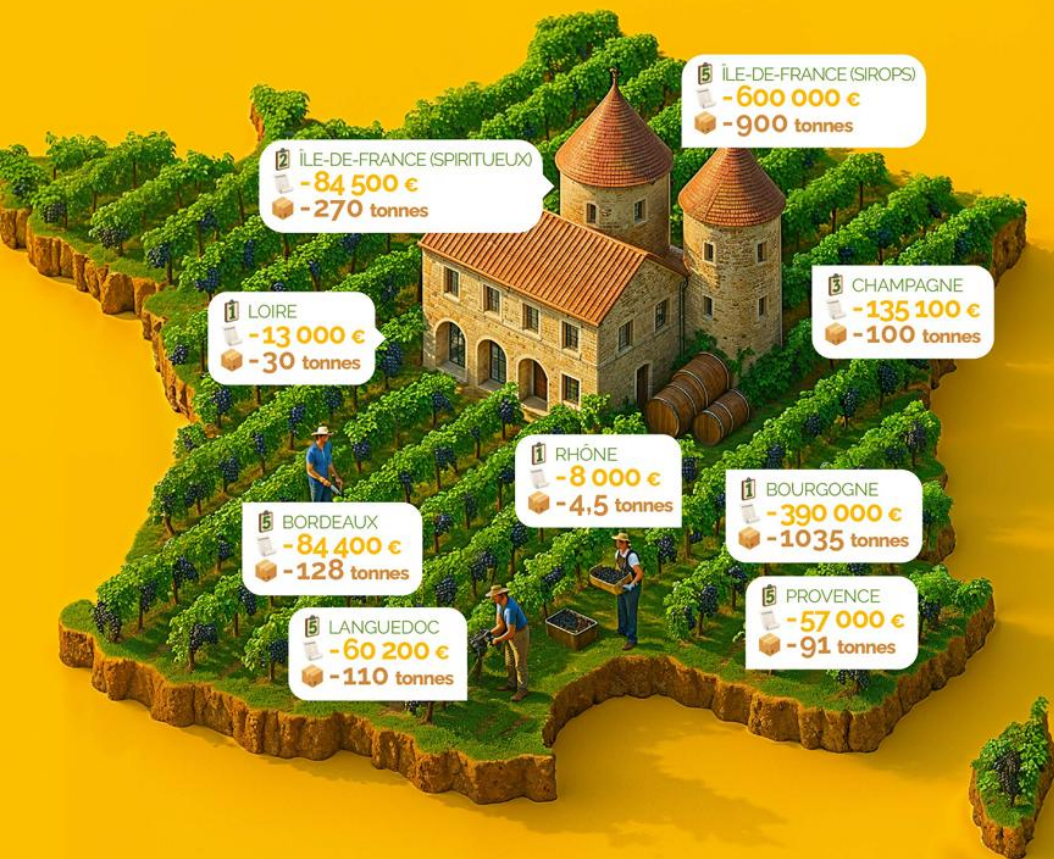 5 ÎLE-DE-FRANCE (SIROPS)
-600 000 €
-900 tonnes
2 ÎLE-DE-FRANCE (SPIRITUEUX)
-84 500 €
-270 tonnes
3 CHAMPAGNE
-135 100 €
-100 tonnes
1 LOIRE
-13 000 €
-30 tonnes
1 RHÔNE
-8 000 €
-4,5 tonnes
1 BOURGOGNE
-390 000 €
-1035 tonnes
5 BORDEAUX
-84 400 €
-128 tonnes
5 PROVENCE
-57 000 €
-91 tonnes
5 LANGUEDOC
-60 200 €
-110 tonnes